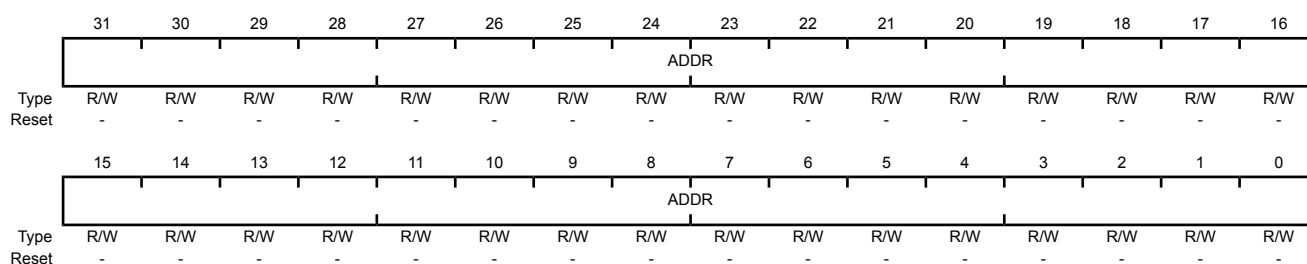 31 30 29 28 27 26 25 24 23 22 21 20 19 18 17 16
ADDR
Type R/W R/W R/W R/W R/W R/W R/W R/W R/W R/W R/W R/W R/W R/W R/W R/W
Reset - - - - - - - - - - - - - - - -
15 14 13 12 11 10 9 8 7 6 5 4 3 2 1 0
ADDR
Type R/W R/W R/W R/W R/W R/W R/W R/W R/W R/W R/W R/W R/W R/W R/W R/W
Reset - - - - - - - - - - - - - - - -